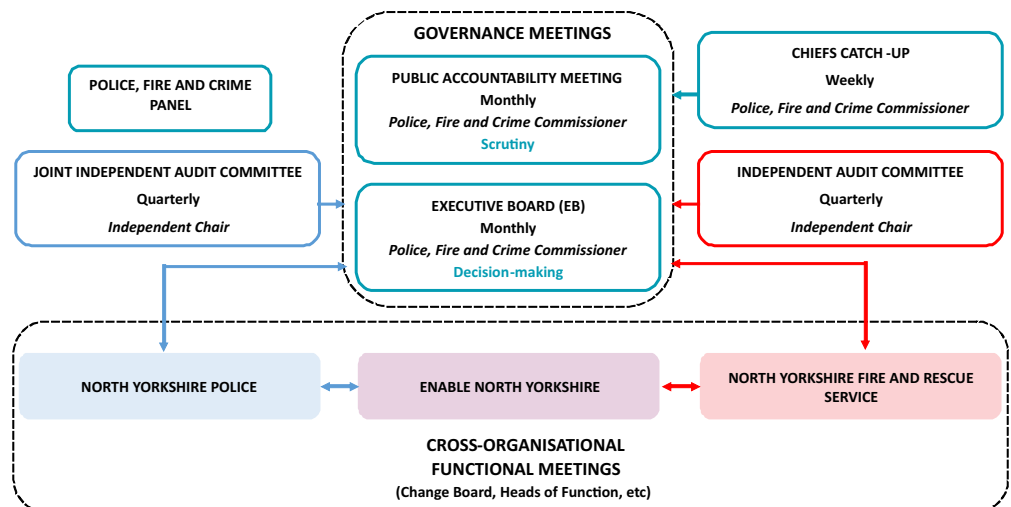 GOVERNANCE MEETINGS
PUBLIC ACCOUNTABILITY MEETING
Monthly
Police, Fire and Crime Commissioner
Scrutiny
CHIEFS CATCH -UP
Weekly
Police, Fire and Crime Commissioner
POLICE, FIRE AND CRIME
PANEL
JOINT INDEPENDENT AUDIT COMMITTEE
Quarterly
Independent Chair
EXECUTIVE BOARD (EB)
Monthly
Police, Fire and Crime Commissioner
Decision-making
INDEPENDENT AUDIT COMMITTEE
Quarterly
Independent Chair
NORTH YORKSHIRE POLICE
ENABLE NORTH YORKSHIRE
NORTH YORKSHIRE FIRE AND RESCUE
SERVICE
CROSS-ORGANISATIONAL
FUNCTIONAL MEETINGS
(Change Board, Heads of Function, etc)